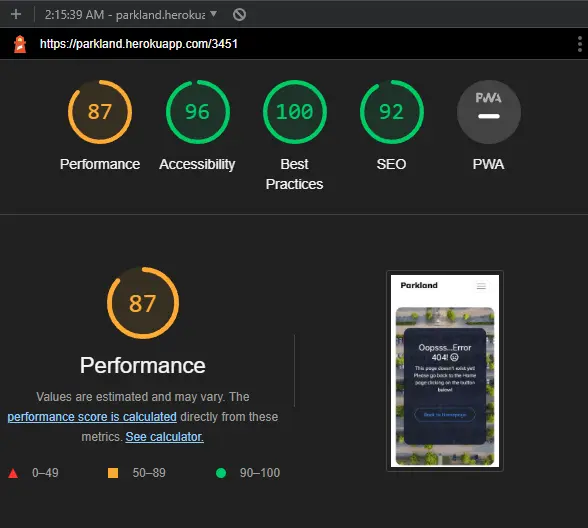 2:15:39 AM - parkland.heroku
https://parkland.herokuapp.com/3451
87
96
100
92
PWA
Performance
Accessibility
Best
Practices
SEO
PWA
87
Performance
Values are estimated and may vary. The
performance score is calculated directly from these
metrics. See calculator.
0–49
50–89
90–100
Parkland
Oopsss...Error
404!
This page doesn't exist yet!
Please go back to the Home
page clicking on the button
below!
Back to Homepage